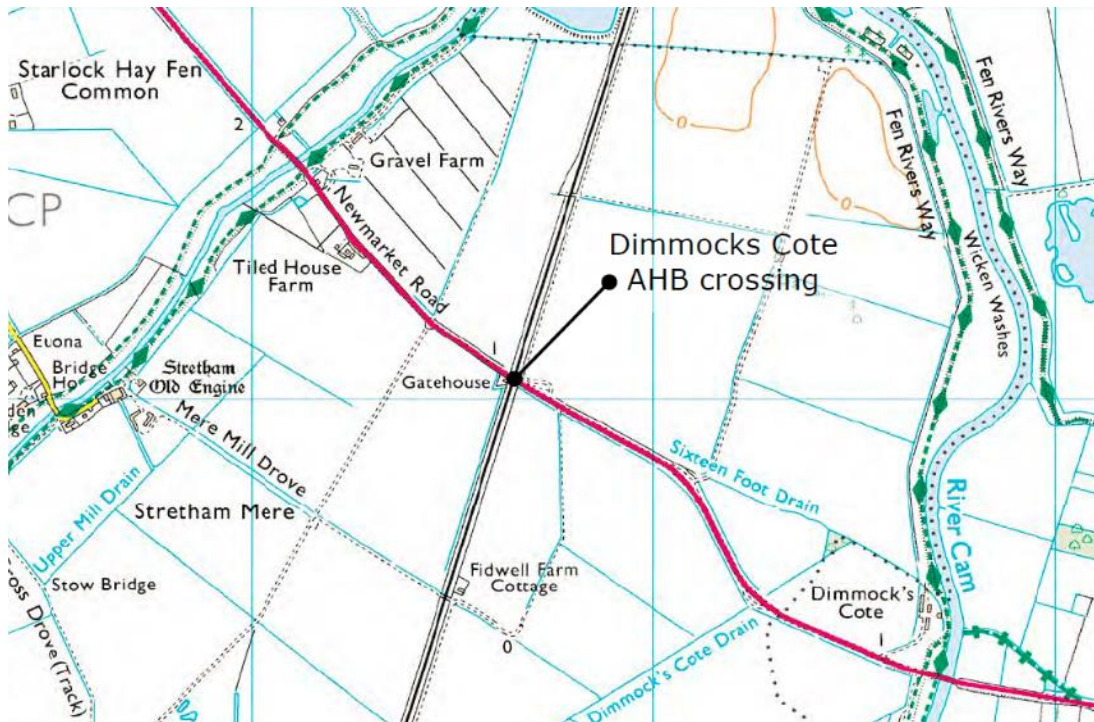 Starlock Hay Fen
Common
2
Gravel Farm
CP
Newmarket Road
Tiled House
Farm
0
0
Fen Rivers Way
Fen Rivers Way
Wicken Washes
Dimmocks Cote
AHB crossing
Euona
Bridge
Ho
Stretham
Old Engine
1
Gatehouse
Mere Mill Drove
Sixteen Foot Drain
River Cam
Upper Mill Drain
Stretham Mere
Stow Bridge
Fidwell Farm
Cottage
0
Dimmock's
Cote
1
Dimmock's Cote Drain
oss Drove (Track)